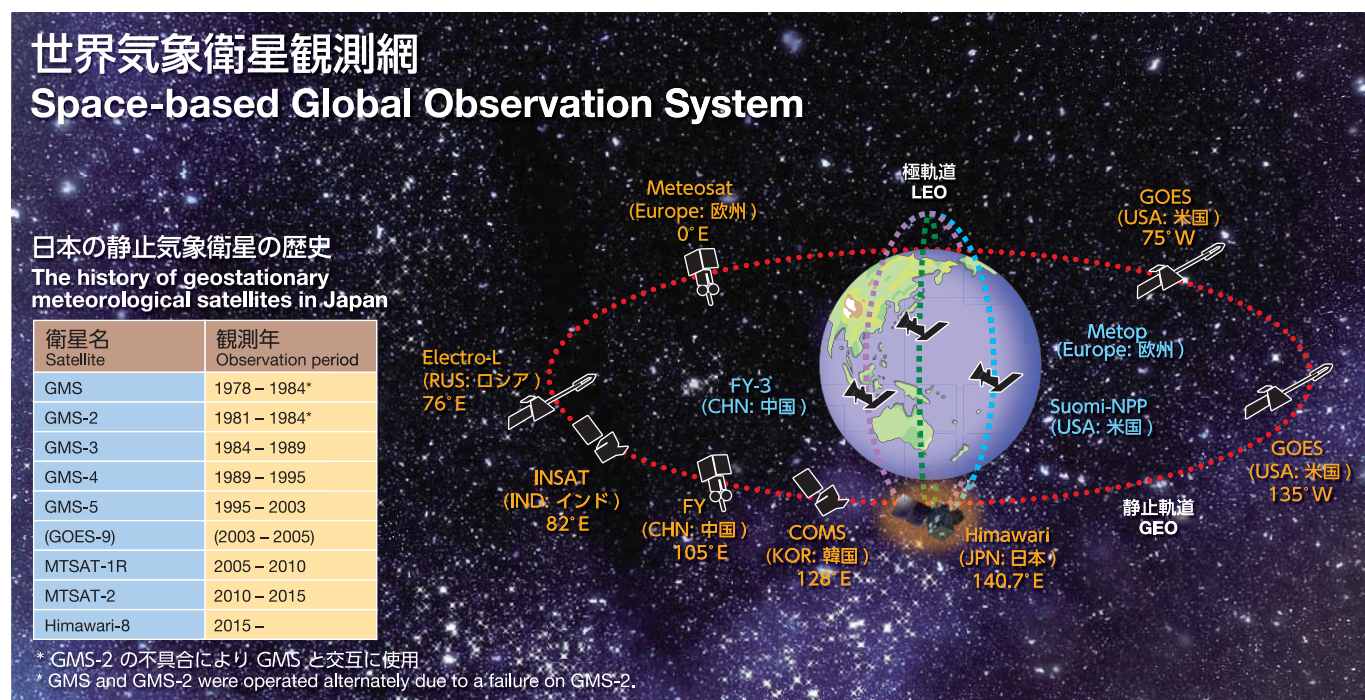 世界気象衛星観測網
Space-based Global Observation System
日本の静止気象衛星の歴史
The history of geostationary
meteorological satellites in Japan
衛星名 観測年
Satellite Observation period
GMS 1978 – 1984*
GMS-2 1981 – 1984*
GMS-3 1984 – 1989
GMS-4 1989 – 1995
GMS-5 1995 – 2003
(GOES-9) (2003 – 2005)
MTSAT-1R 2005 – 2010
MTSAT-2 2010 – 2015
Himawari-8 2015 –
* GMS-2 の不具合により GMS と交互に使用
* GMS and GMS-2 were operated alternately due to a failure on GMS-2.
Meteosat
(Europe: 欧州)
0°E
極軌道
LEO
GOES
(USA: 米国)
75°W
Electro-L
(RUS: ロシア)
76°E
FY-3
(CHN: 中国)
Metop
(Europe: 欧州)
Suomi-NPP
(USA: 米国)
GOES
(USA: 米国)
135°W
INSAT
(IND: インド)
82°E
FY
(CHN: 中国)
105°E
COMS
(KOR: 韓国)
128°E
Himawari
(JPN: 日本)
140.7°E
静止軌道
GEO